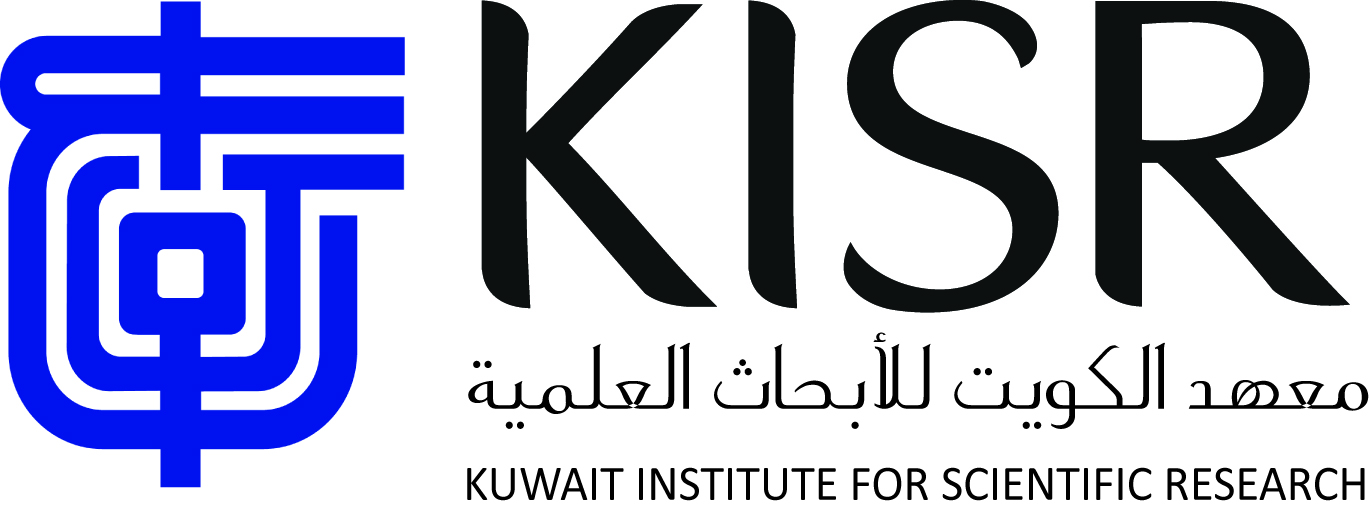 KISR
معهد الكويت للأبحاث العلمية
KUWAIT INSTITUTE FOR SCIENTIFIC RESEARCH